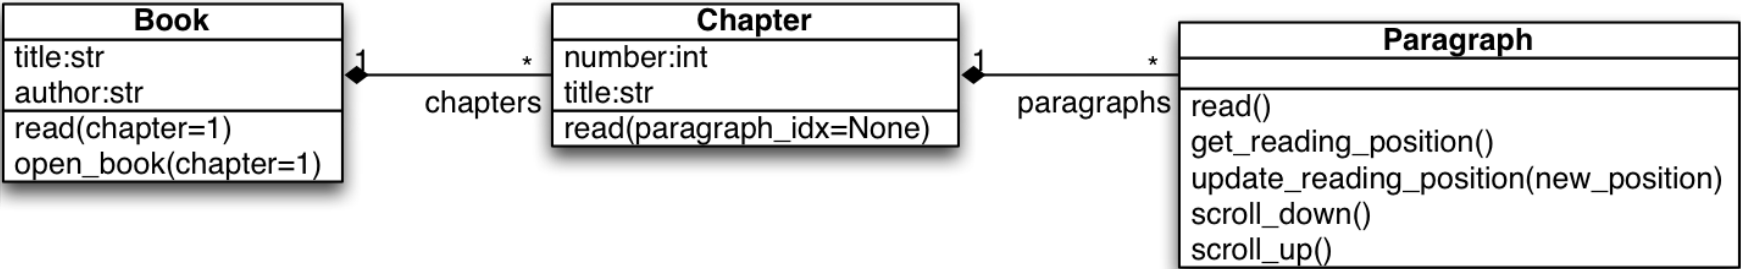 Book
title:str
author:str
read(chapter=1)
open_book(chapter=1)
1
*
chapters
Chapter
number:int
title:str
read(paragraph_idx=None)
1
*
paragraphs
Paragraph
read()
get_reading_position()
update_reading_position(new_position)
scroll_down()
scroll_up()